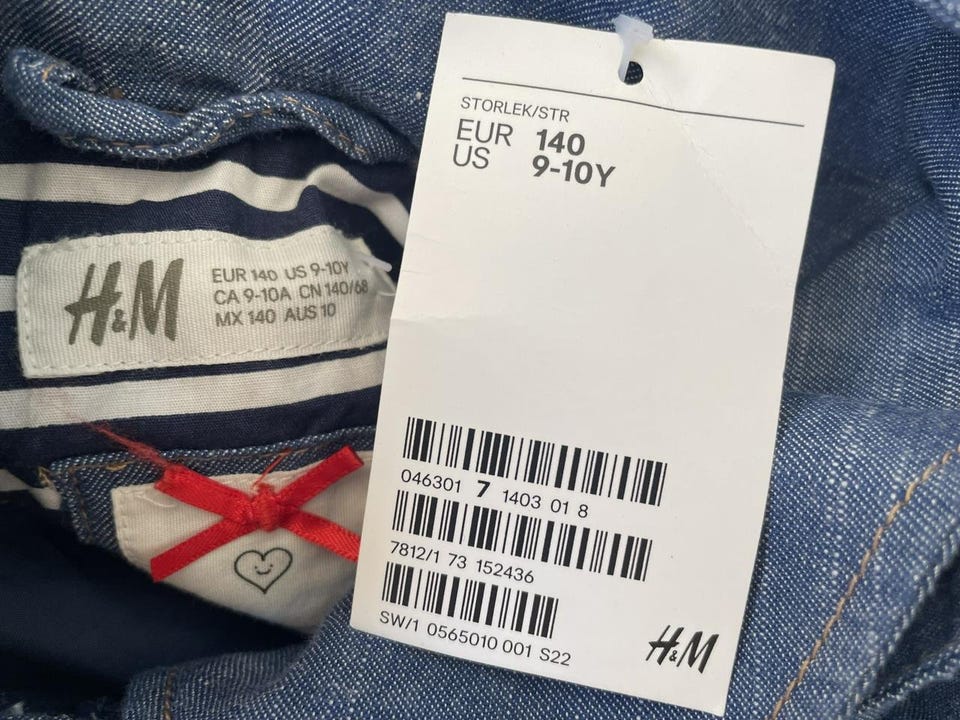 STORLEK/STR
EUR 140
US 9-10Y
046301 7 1403 01 8
7812/1 73 152436
SW/1 0565010 001 S22
H&M
H&M
EUR 140 US 9-10Y
CA 9-10A CN 140/68
MX 140 AUS 10